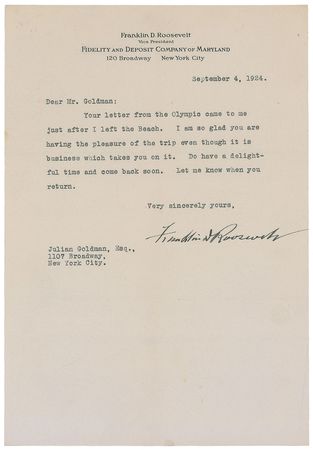 Franklin D. Roosevelt
Vice President
Fidelity and Deposit Company of Maryland
120 Broadway New York City
September 4, 1924.
Dear Mr. Goldman:
Your letter from the Olympic came to me
just after I left the Beach. I am so glad you are
having the pleasure of the trip even though it is
business which takes you on it. Do have a delight-
ful time and come back soon. Let me know when you
return.
Very sincerely yours,
Franklin D Roosevelt
Julian Goldman, Esq.,
1107 Broadway,
New York City.